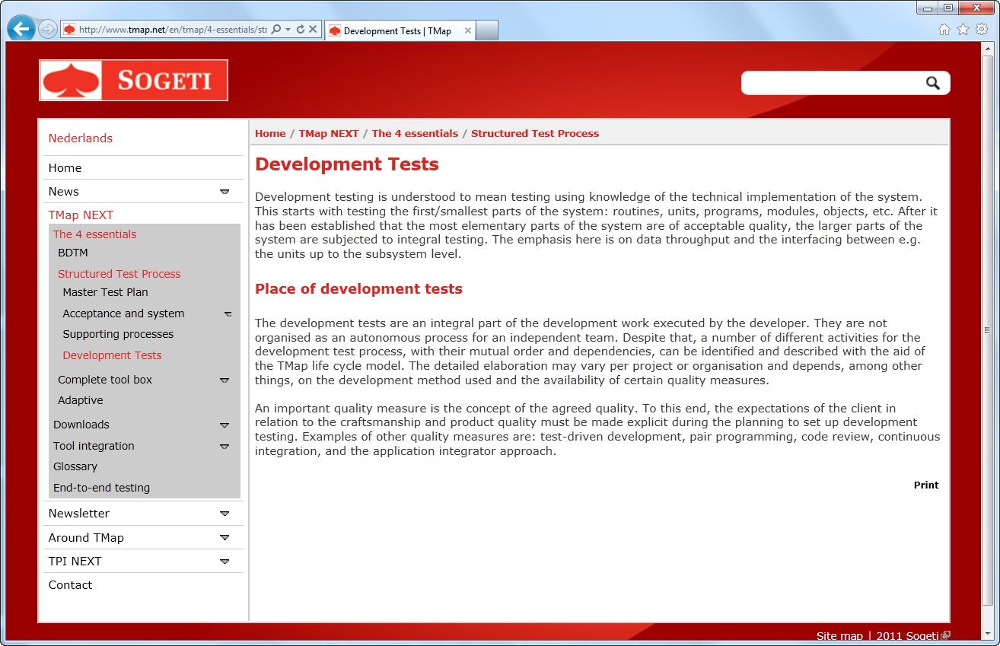 http://www.tmap.net/en/tmap/4-essentials/str
Development Tests | TMap
SOGETI
Nederlands
Home
News
TMap NEXT
The 4 essentials
BDTM
Structured Test Process
Master Test Plan
Acceptance and system
Supporting processes
Development Tests
Complete tool box
Adaptive
Downloads
Tool integration
Glossary
End-to-end testing
Newsletter
Around TMap
TPI NEXT
Contact
Home / TMap NEXT / The 4 essentials / Structured Test Process
Development Tests
Development testing is understood to mean testing using knowledge of the technical implementation of the system.
This starts with testing the first/smallest parts of the system: routines, units, programs, modules, objects, etc. After it
has been established that the most elementary parts of the system are of acceptable quality, the larger parts of the
system are subjected to integral testing. The emphasis here is on data throughput and the interfacing between e.g.
the units up to the subsystem level.
Place of development tests
The development tests are an integral part of the development work executed by the developer. They are not
organised as an autonomous process for an independent team. Despite that, a number of different activities for the
development test process, with their mutual order and dependencies, can be identified and described with the aid of
the TMap life cycle model. The detailed elaboration may vary per project or organisation and depends, among other
things, on the development method used and the availability of certain quality measures.
An important quality measure is the concept of the agreed quality. To this end, the expectations of the client in
relation to the craftsmanship and product quality must be made explicit during the planning to set up development
testing. Examples of other quality measures are: test-driven development, pair programming, code review, continuous
integration, and the application integrator approach.
Print
Site map | 2011 Sogeti